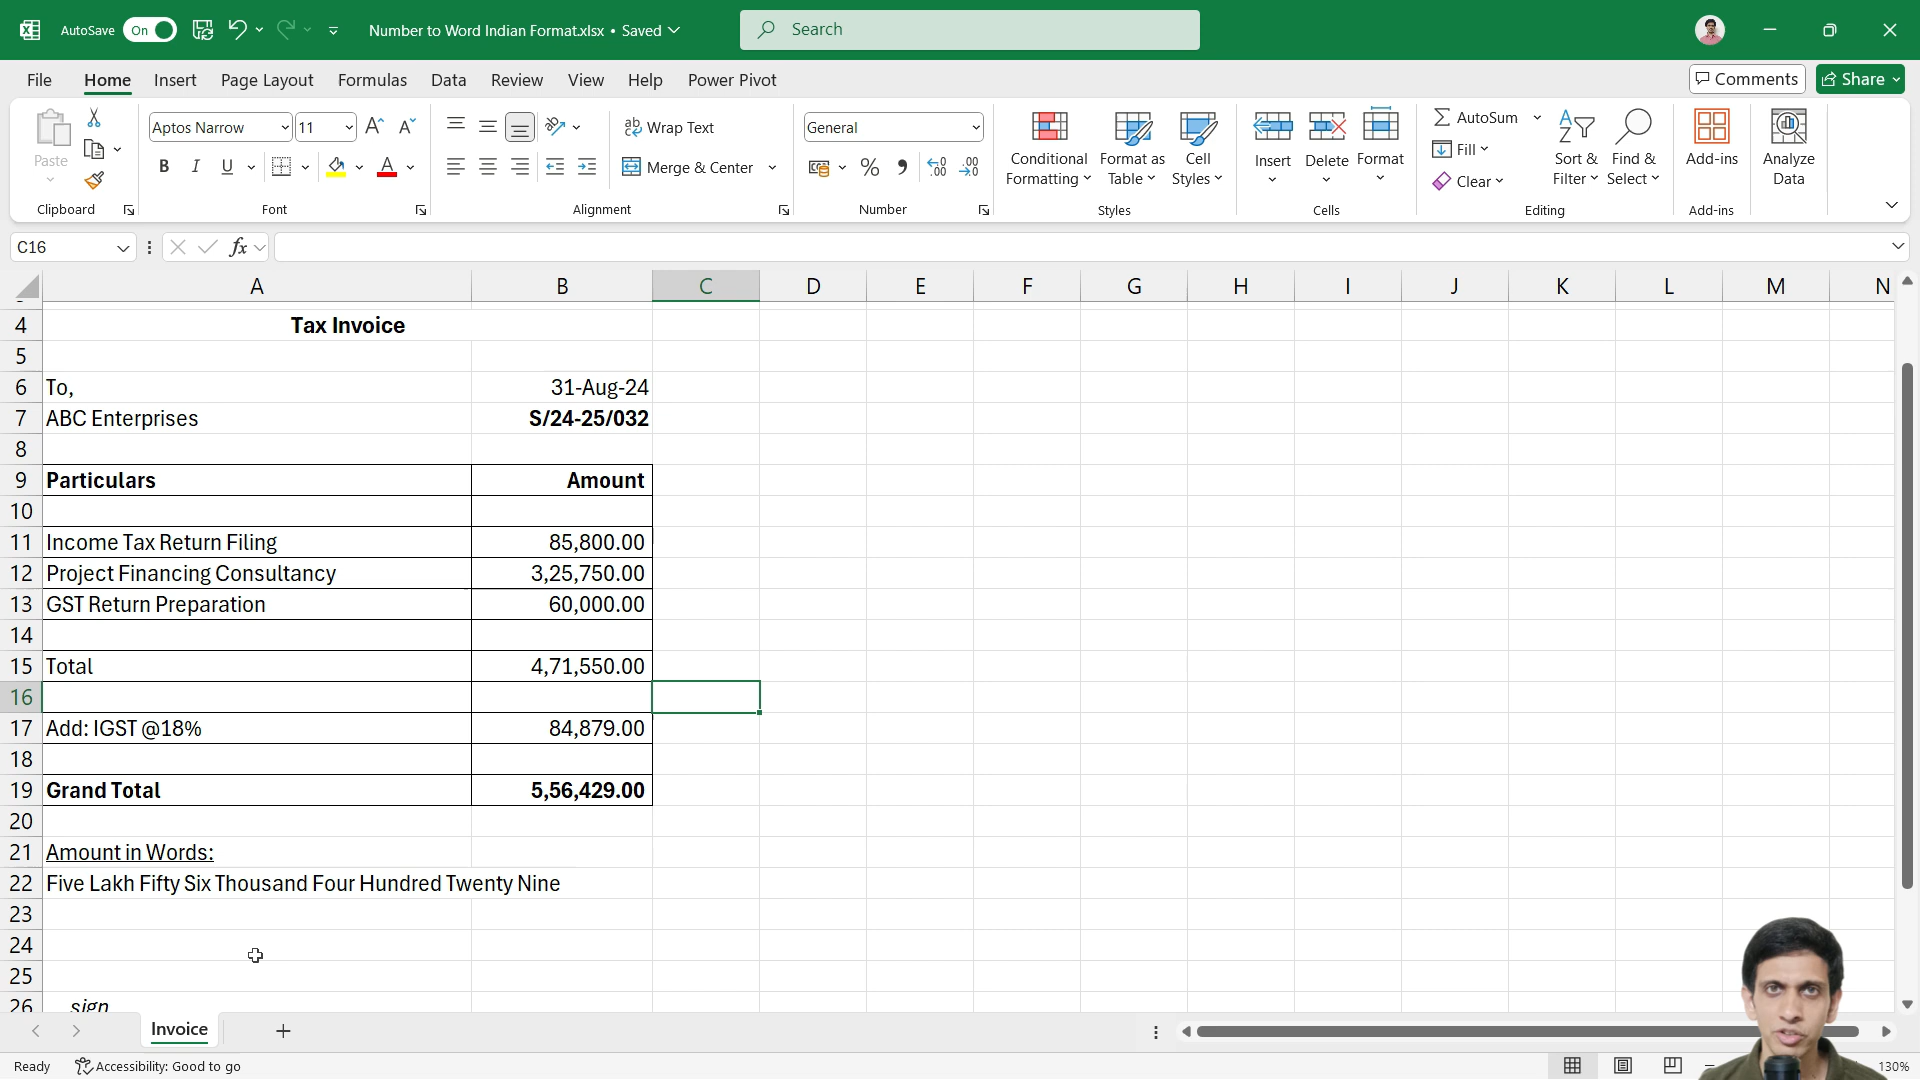 AutoSave On Number to Word Indian Format.xlsx • Saved Search
File Home Insert Page Layout Formulas Data Review View Help Power Pivot Comments Share
Paste Aptos Narrow 11 Wrap Text General Conditional Formatting Format as Table Cell Styles Insert Delete Format AutoSum Sort & Filter Find & Select Add-ins Analyze Data
B I U A Merge & Center % Fill Clear
Clipboard Font Alignment Number Styles Cells Editing Add-ins
C16 fx
A B C D E F G H I J K L M N
4 Tax Invoice
5
6 To, 31-Aug-24
7 ABC Enterprises S/24-25/032
8
9 Particulars Amount
10
11 Income Tax Return Filing 85,800.00
12 Project Financing Consultancy 3,25,750.00
13 GST Return Preparation 60,000.00
14
15 Total 4,71,550.00
16
17 Add: IGST @18% 84,879.00
18
19 Grand Total 5,56,429.00
20
21 Amount in Words:
22 Five Lakh Fifty Six Thousand Four Hundred Twenty Nine
23
24
25
26 sign
Invoice
Ready Accessibility: Good to go 130%